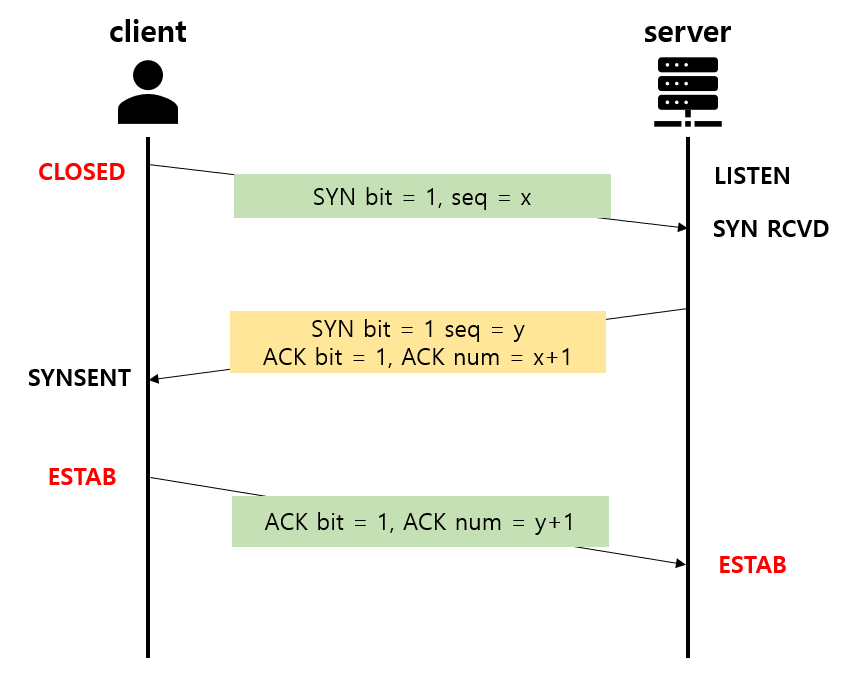 client
server
CLOSED
LISTEN
SYN bit = 1, seq = x
SYN RCVD
SYN bit = 1 seq = y
ACK bit = 1, ACK num = x+1
SYNSENT
ESTAB
ACK bit = 1, ACK num = y+1
ESTAB